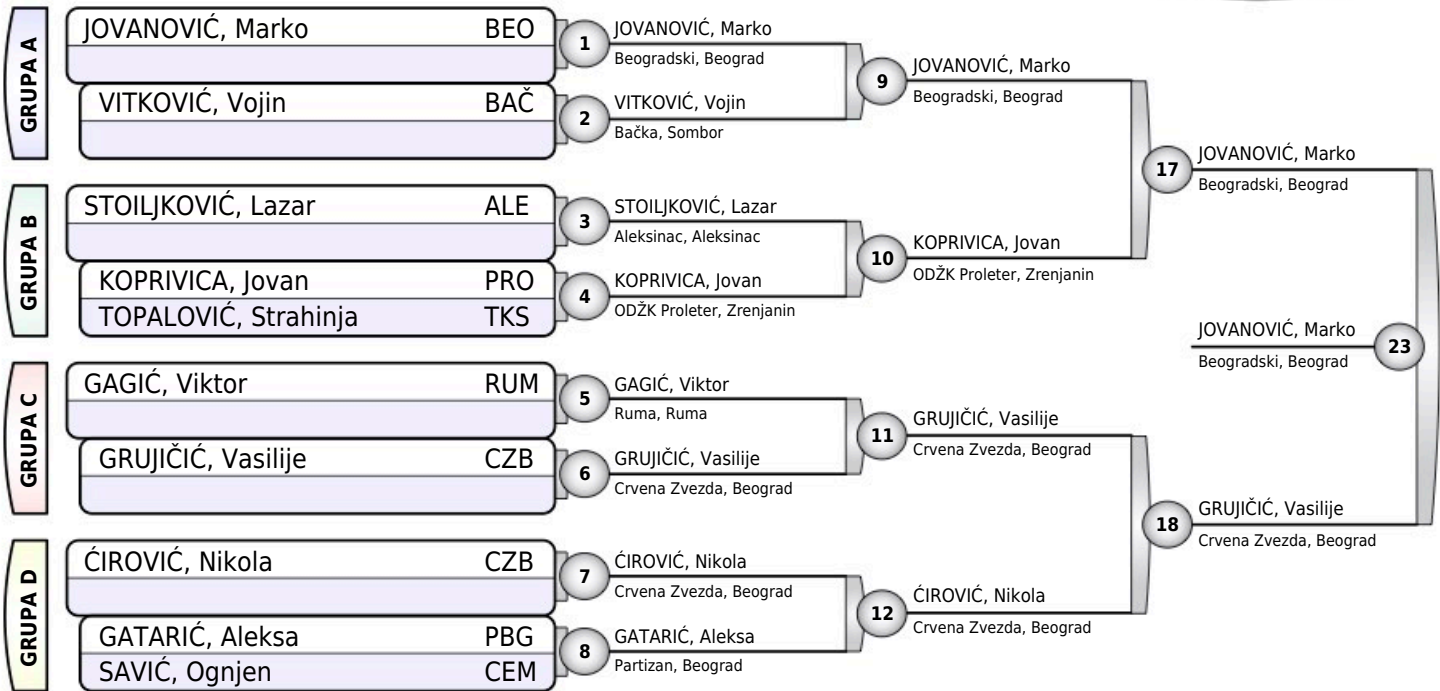 GRUPA A
JOVANOVIĆ, Marko BEO
VITKOVIĆ, Vojin BAČ
GRUPA B
STOILJKOVIĆ, Lazar ALE
KOPRIVICA, Jovan PRO
TOPALOVIĆ, Strahinja TKS
GRUPA C
GAGIĆ, Viktor RUM
GRUJIČIĆ, Vasilije CZB
GRUPA D
ĆIROVIĆ, Nikola CZB
GATARIĆ, Aleksa PBG
SAVIĆ, Ognjen CEM
1
JOVANOVIĆ, Marko
Beogradski, Beograd
2
VITKOVIĆ, Vojin
Bačka, Sombor
3
STOILJKOVIĆ, Lazar
Aleksinac, Aleksinac
4
KOPRIVICA, Jovan
ODŽK Proleter, Zrenjanin
5
GAGIĆ, Viktor
Ruma, Ruma
6
GRUJIČIĆ, Vasilije
Crvena Zvezda, Beograd
7
ĆIROVIĆ, Nikola
Crvena Zvezda, Beograd
8
GATARIĆ, Aleksa
Partizan, Beograd
9
JOVANOVIĆ, Marko
Beogradski, Beograd
10
KOPRIVICA, Jovan
ODŽK Proleter, Zrenjanin
11
GRUJIČIĆ, Vasilije
Crvena Zvezda, Beograd
12
ĆIROVIĆ, Nikola
Crvena Zvezda, Beograd
17
JOVANOVIĆ, Marko
Beogradski, Beograd
18
GRUJIČIĆ, Vasilije
Crvena Zvezda, Beograd
JOVANOVIĆ, Marko
Beogradski, Beograd
23